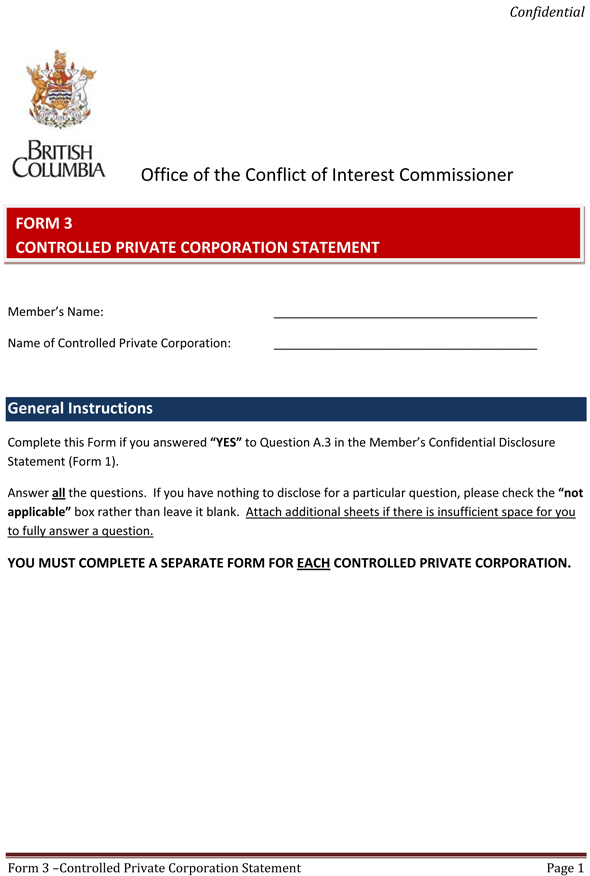 Confidential
BRITISH
COLUMBIA
Office of the Conflict of Interest Commissioner
FORM 3
CONTROLLED PRIVATE CORPORATION STATEMENT
Member’s Name: ________________________________________
Name of Controlled Private Corporation: ________________________________________
General Instructions
Complete this Form if you answered “YES” to Question A.3 in the Member’s Confidential Disclosure
Statement (Form 1).
Answer all the questions.  If you have nothing to disclose for a particular question, please check the “not
applicable” box rather than leave it blank.  Attach additional sheets if there is insufficient space for you
to fully answer a question.
YOU MUST COMPLETE A SEPARATE FORM FOR EACH CONTROLLED PRIVATE CORPORATION.
Form 3 –Controlled Private Corporation Statement Page 1